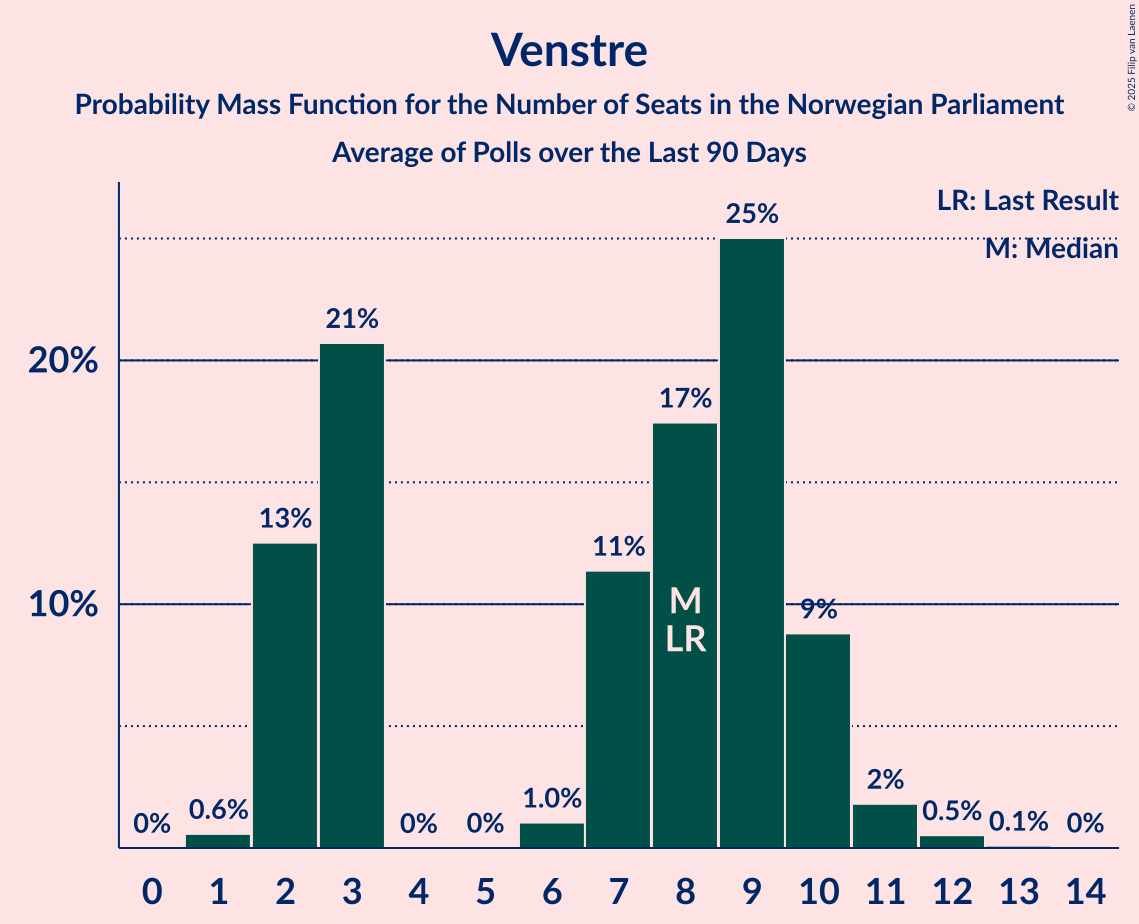 Venstre
Probability Mass Function for the Number of Seats in the Norwegian Parliament
Average of Polls over the Last 90 Days
© 2025 Filip van Laenen
LR: Last Result
M: Median
20%
10%
0%
0.6%
13%
21%
0%
0%
1.0%
11%
17%
25%
9%
2%
0.5%
0.1%
0%
M
LR
0 1 2 3 4 5 6 7 8 9 10 11 12 13 14